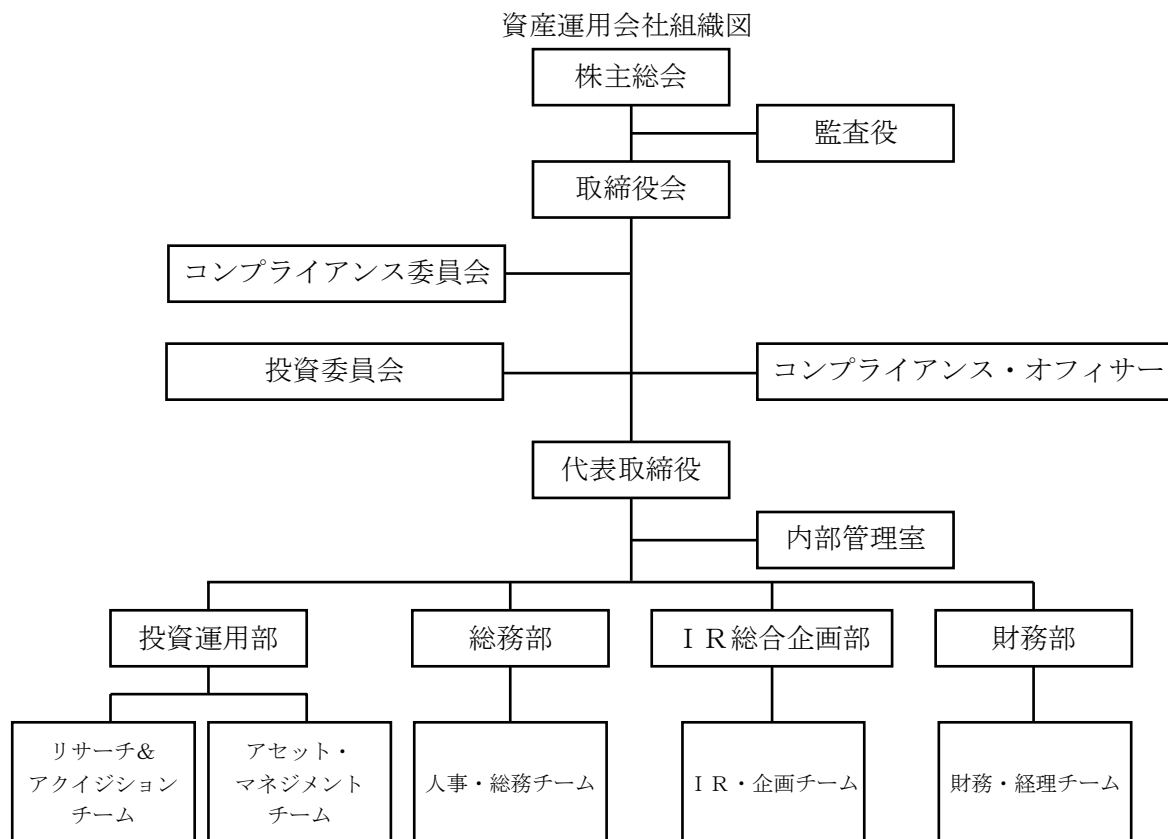 資産運用会社組織図
株主総会
監査役
取締役会
コンプライアンス委員会
投資委員会
コンプライアンス・オフィサー
代表取締役
内部管理室
投資運用部
総務部
ＩＲ総合企画部
財務部
リサーチ&
アクイジション
チーム
アセット・
マネジメント
チーム
人事・総務チーム
ＩＲ・企画チーム
財務・経理チーム